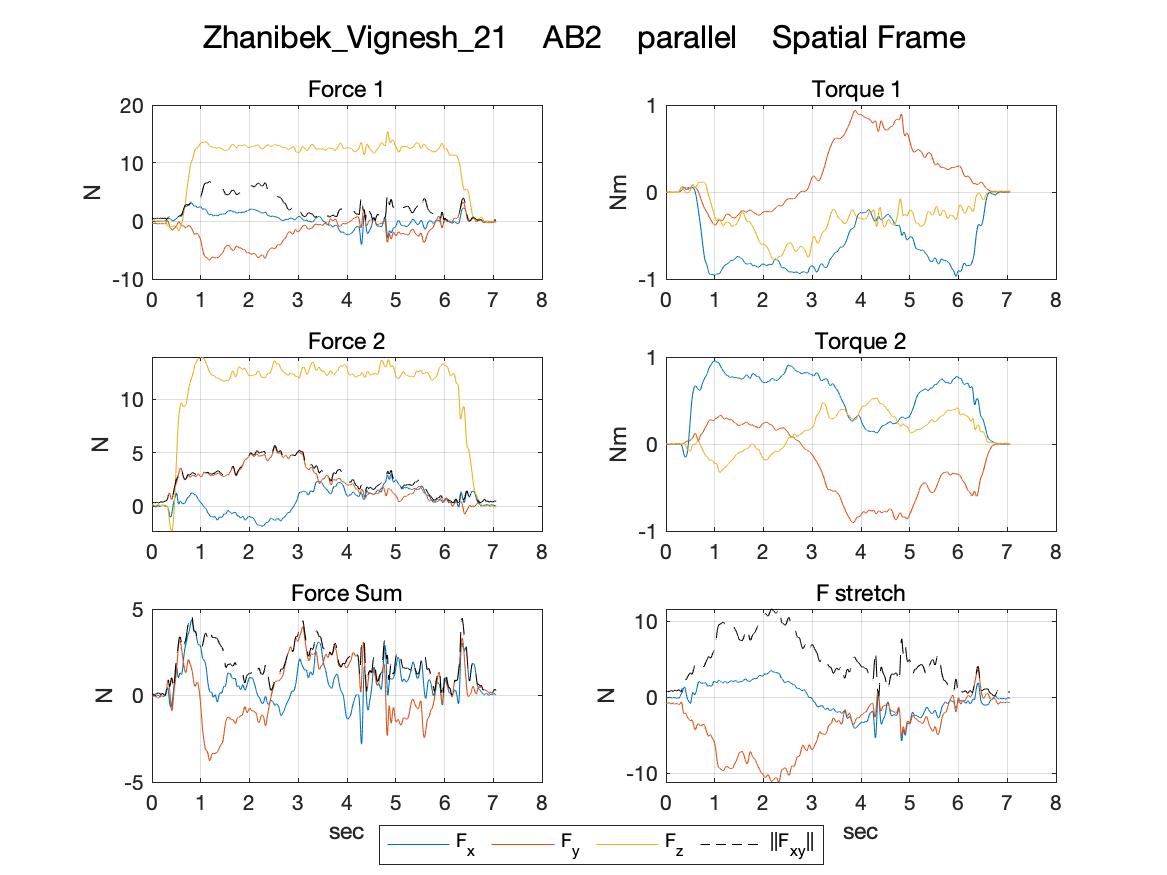 Zhanibek_Vignesh_21 AB2 parallel Spatial Frame
Force 1
20
10
0
-10
N
0 1 2 3 4 5 6 7 8
Torque 1
1
0
-1
Nm
0 1 2 3 4 5 6 7 8
Force 2
10
5
0
N
0 1 2 3 4 5 6 7 8
Torque 2
1
0
-1
Nm
0 1 2 3 4 5 6 7 8
Force Sum
5
0
-5
N
0 1 2 3 4 5 6 7 8
sec
F stretch
10
0
-10
N
0 1 2 3 4 5 6 7 8
sec
F_x F_y F_z ||F_xy||